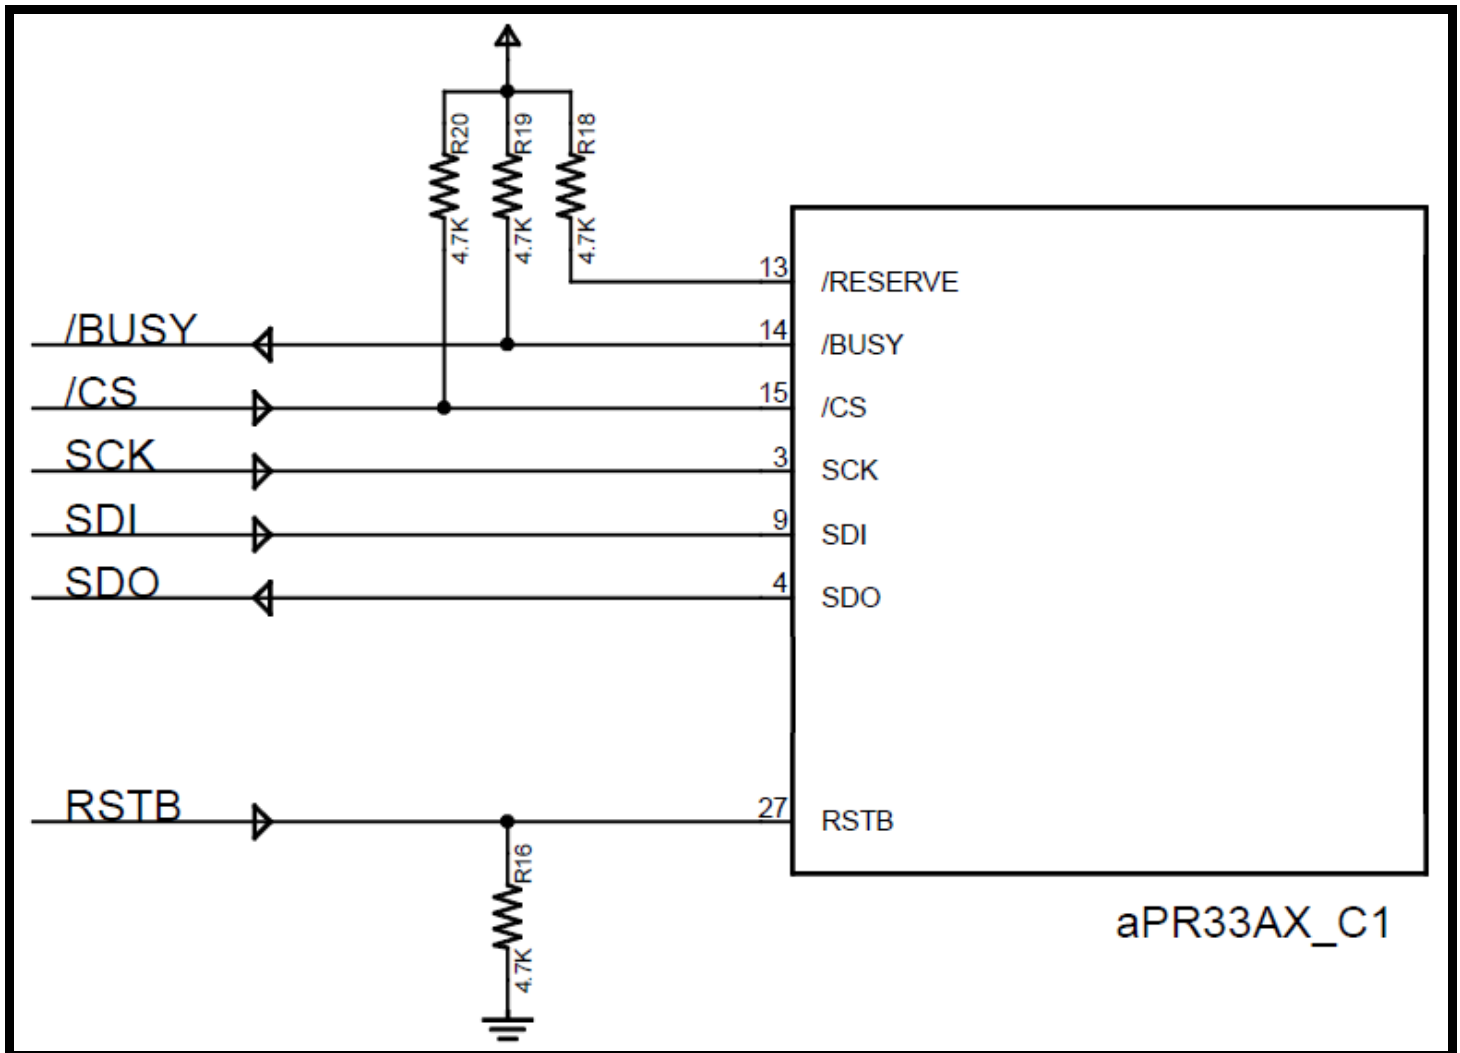 R20
R19
R18
4.7K
4.7K
4.7K
13
/RESERVE
/BUSY
14
/BUSY
/CS
15
/CS
SCK
3
SCK
SDI
9
SDI
SDO
4
SDO
RSTB
27
RSTB
R16
4.7K
aPR33AX_C1